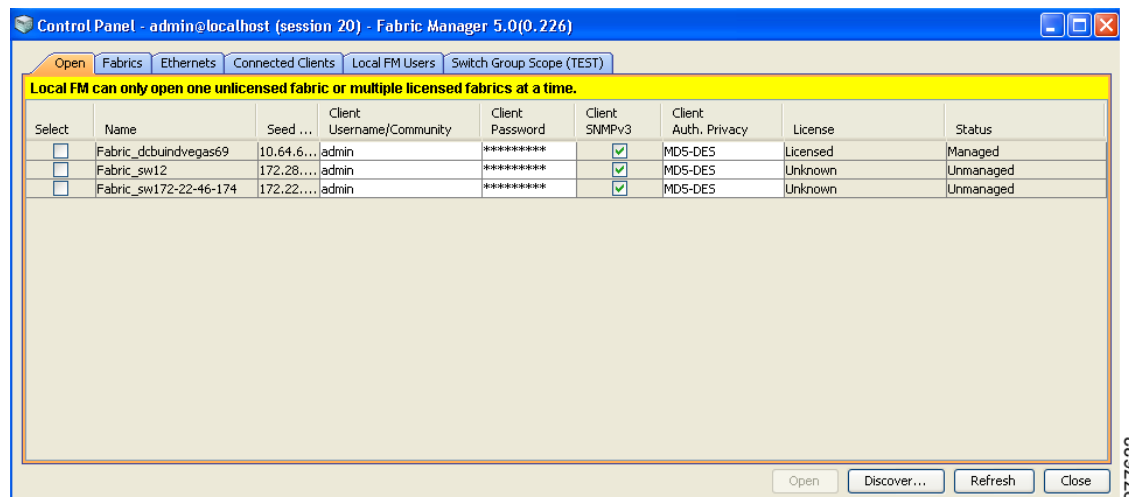 Control Panel - admin@localhost (session 20) - Fabric Manager 5.0(0.226)
Open Fabrics Ethernets Connected Clients Local FM Users Switch Group Scope (TEST)
Local FM can only open one unlicensed fabric or multiple licensed fabrics at a time.
Client Client Client Client
Select Name Seed ... Username/Community Password SNMPv3 Auth. Privacy License Status
Fabric_dcbuindvegas69 10.64.6... admin ********* MD5-DES Licensed Managed
Fabric_sw12 172.28.... admin ********* MD5-DES Unknown Unmanaged
Fabric_sw172-22-46-174 172.22.... admin ********* MD5-DES Unknown Unmanaged
Open Discover... Refresh Close